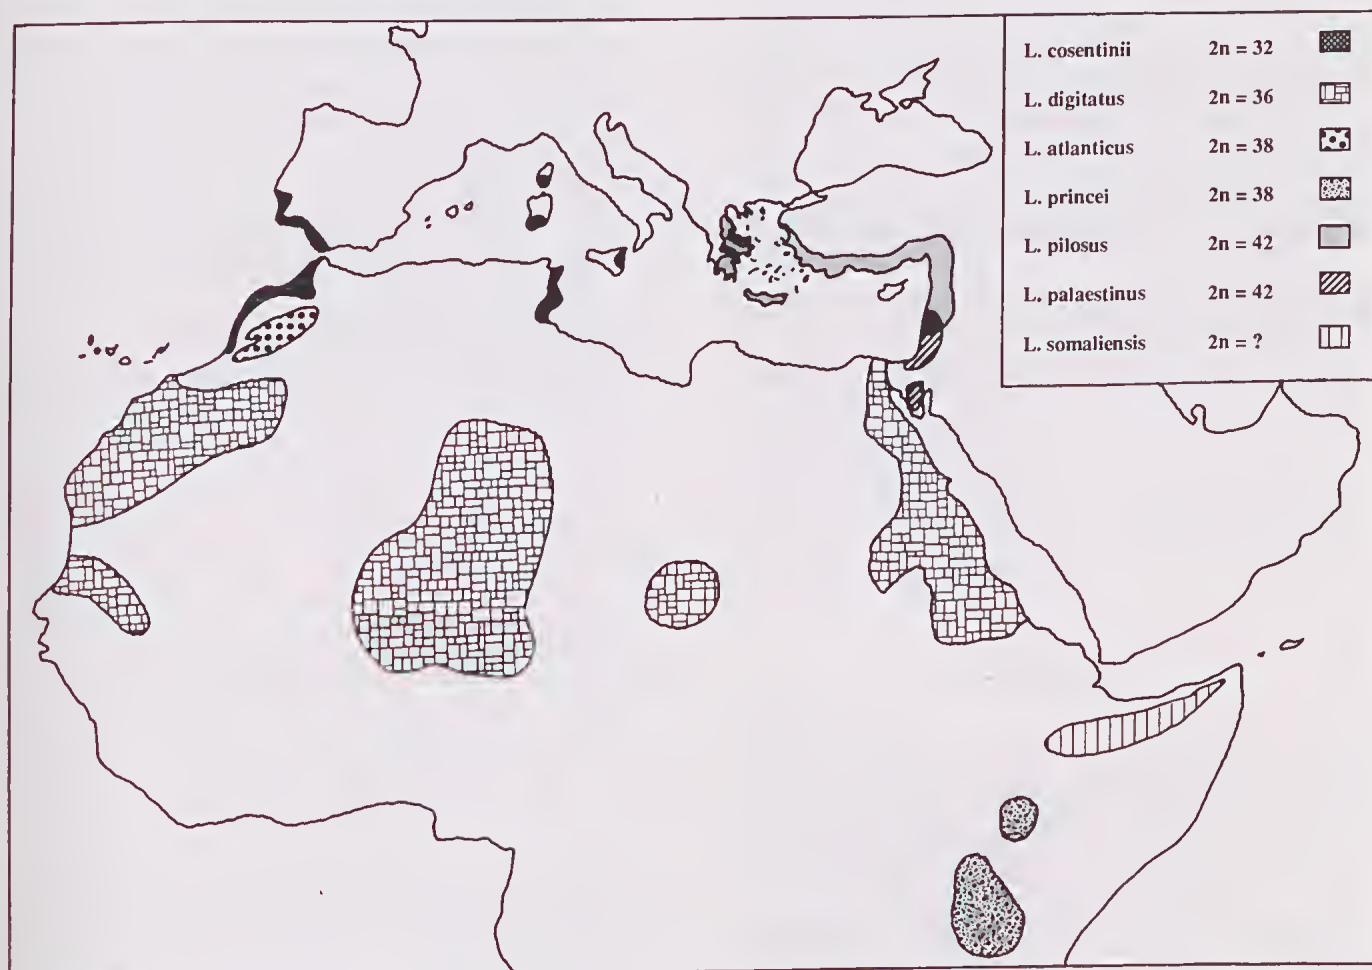 L. cosentinii 2n = 32
L. digitatus 2n = 36
L. atlanticus 2n = 38
L. princei 2n = 38
L. pilosus 2n = 42
L. palaestinus 2n = 42
L. somaliensis 2n = ?